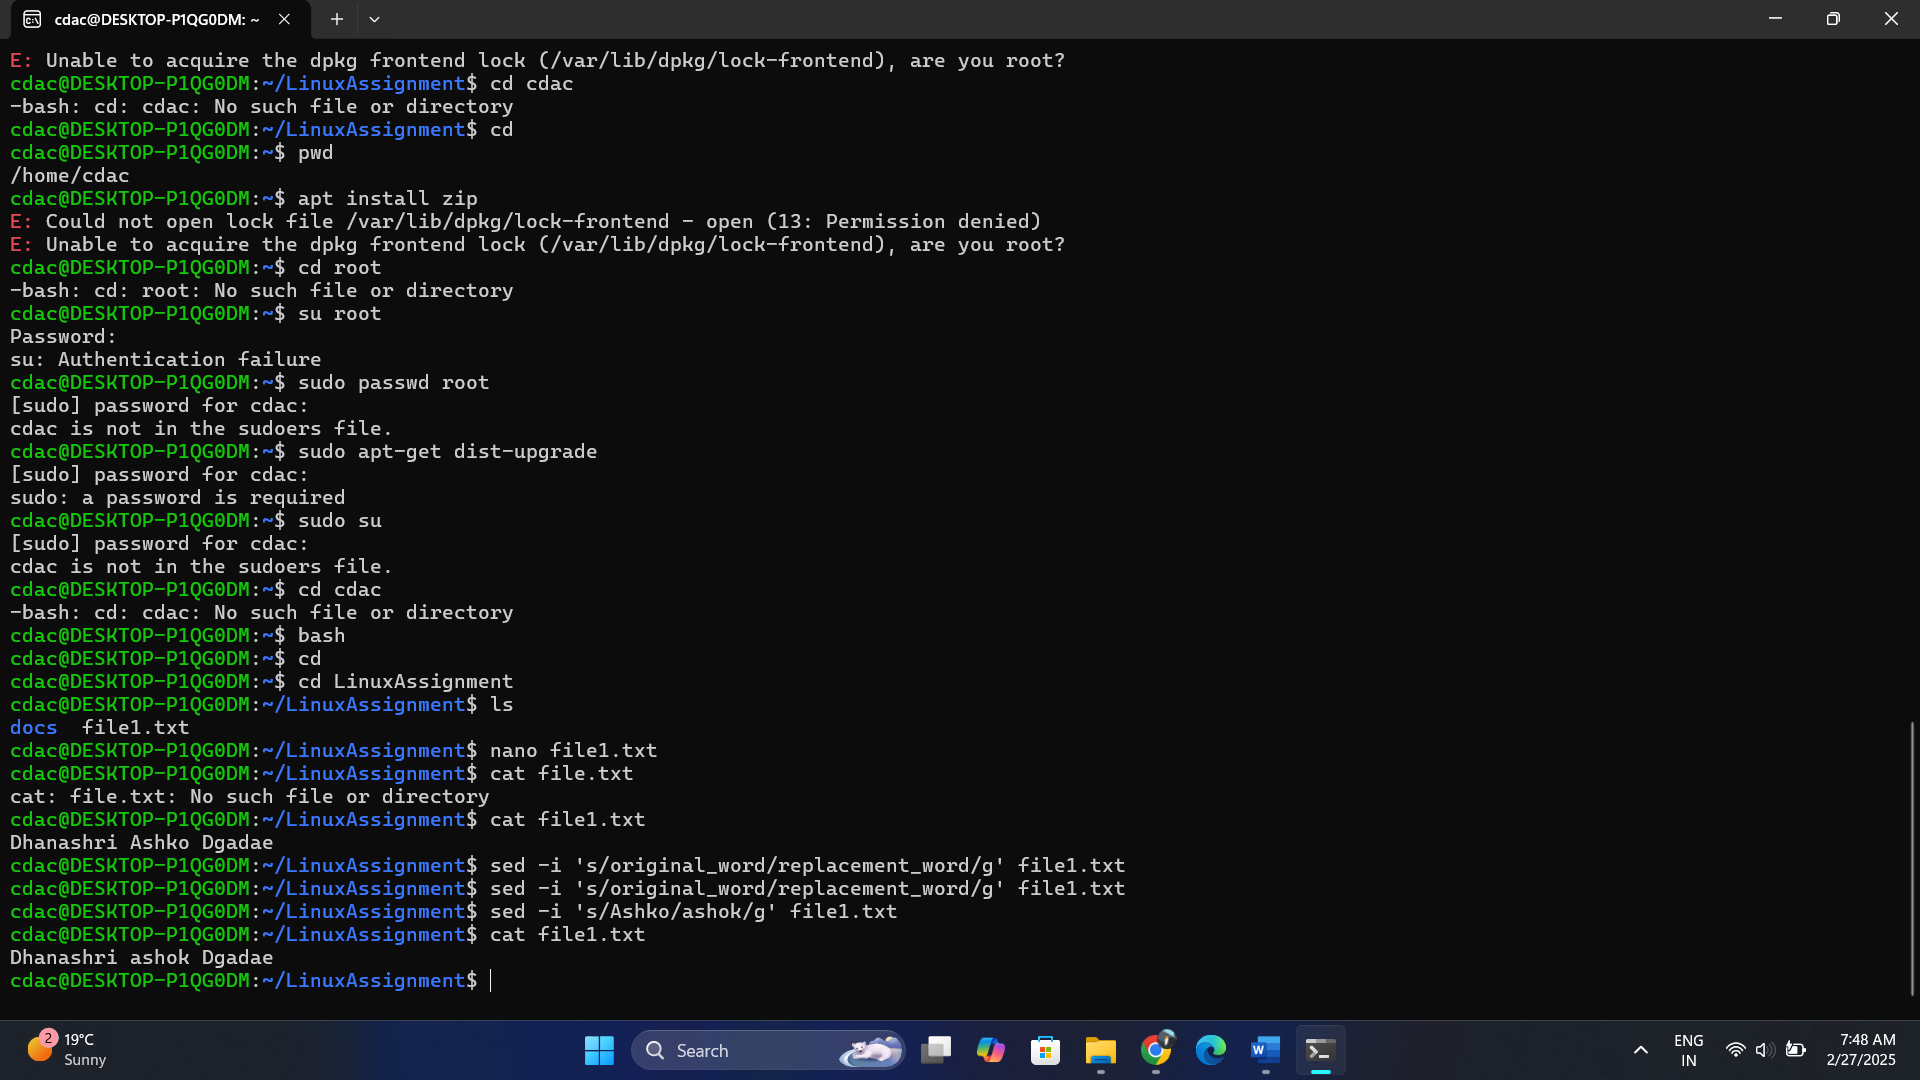 cdac@DESKTOP-P1QG0DM: ~
E: Unable to acquire the dpkg frontend lock (/var/lib/dpkg/lock-frontend), are you root?
cdac@DESKTOP-P1QG0DM:~/LinuxAssignment$ cd cdac
-bash: cd: cdac: No such file or directory
cdac@DESKTOP-P1QG0DM:~/LinuxAssignment$ cd
cdac@DESKTOP-P1QG0DM:~$ pwd
/home/cdac
cdac@DESKTOP-P1QG0DM:~$ apt install zip
E: Could not open lock file /var/lib/dpkg/lock-frontend - open (13: Permission denied)
E: Unable to acquire the dpkg frontend lock (/var/lib/dpkg/lock-frontend), are you root?
cdac@DESKTOP-P1QG0DM:~$ cd root
-bash: cd: root: No such file or directory
cdac@DESKTOP-P1QG0DM:~$ su root
Password:
su: Authentication failure
cdac@DESKTOP-P1QG0DM:~$ sudo passwd root
[sudo] password for cdac:
cdac is not in the sudoers file.
cdac@DESKTOP-P1QG0DM:~$ sudo apt-get dist-upgrade
[sudo] password for cdac:
sudo: a password is required
cdac@DESKTOP-P1QG0DM:~$ sudo su
[sudo] password for cdac:
cdac is not in the sudoers file.
cdac@DESKTOP-P1QG0DM:~$ cd cdac
-bash: cd: cdac: No such file or directory
cdac@DESKTOP-P1QG0DM:~$ bash
cdac@DESKTOP-P1QG0DM:~$ cd
cdac@DESKTOP-P1QG0DM:~$ cd LinuxAssignment
cdac@DESKTOP-P1QG0DM:~/LinuxAssignment$ ls
docs  file1.txt
cdac@DESKTOP-P1QG0DM:~/LinuxAssignment$ nano file1.txt
cdac@DESKTOP-P1QG0DM:~/LinuxAssignment$ cat file.txt
cat: file.txt: No such file or directory
cdac@DESKTOP-P1QG0DM:~/LinuxAssignment$ cat file1.txt
Dhanashri Ashko Dgadae
cdac@DESKTOP-P1QG0DM:~/LinuxAssignment$ sed -i 's/original_word/replacement_word/g' file1.txt
cdac@DESKTOP-P1QG0DM:~/LinuxAssignment$ sed -i 's/original_word/replacement_word/g' file1.txt
cdac@DESKTOP-P1QG0DM:~/LinuxAssignment$ sed -i 's/Ashko/ashok/g' file1.txt
cdac@DESKTOP-P1QG0DM:~/LinuxAssignment$ cat file1.txt
Dhanashri ashok Dgadae
cdac@DESKTOP-P1QG0DM:~/LinuxAssignment$
2
19°C
Sunny
Search
W
ENG
IN
7:48 AM
2/27/2025